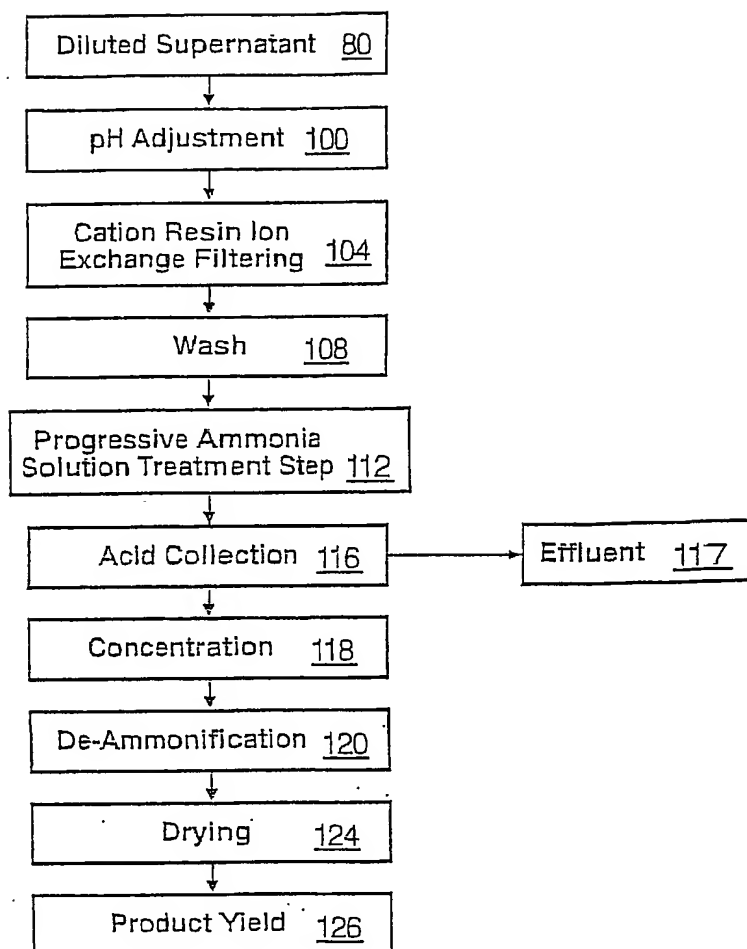 Diluted Supernatant 80
pH Adjustment 100
Cation Resin Ion
Exchange Filtering 104
Wash 108
Progressive Ammonia
Solution Treatment Step 112
Acid Collection 116
Effluent 117
Concentration 118
De-Ammonification 120
Drying 124
Product Yield 126